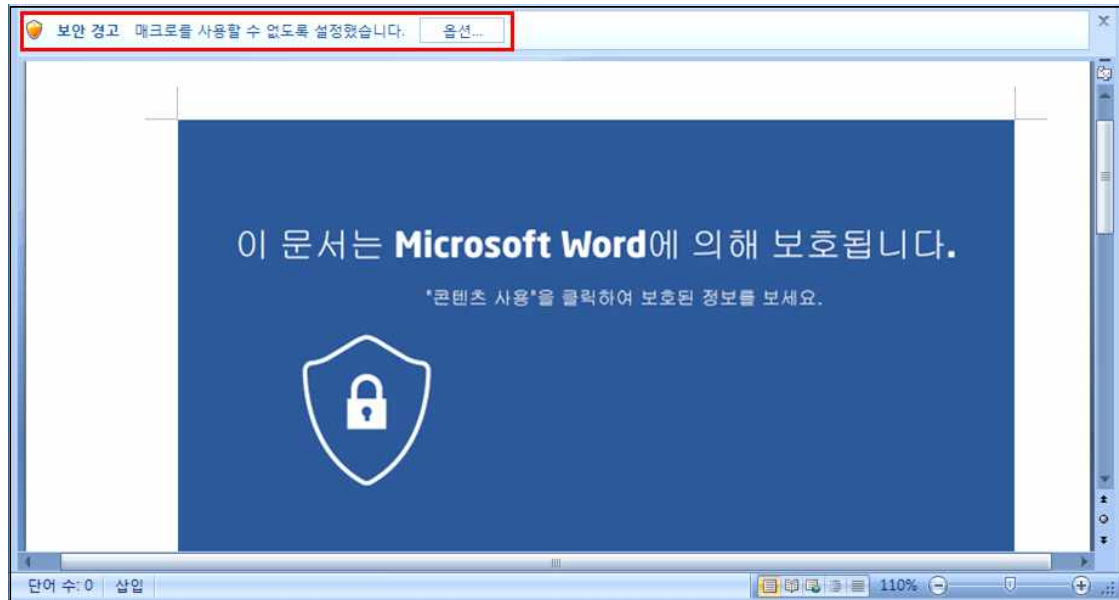 보안 경고 매크로를 사용할 수 없도록 설정했습니다. 옵션...
이 문서는 Microsoft Word에 의해 보호됩니다.
"콘텐츠 사용"을 클릭하여 보호된 정보를 보세요.
단어 수: 0 삽입 110%